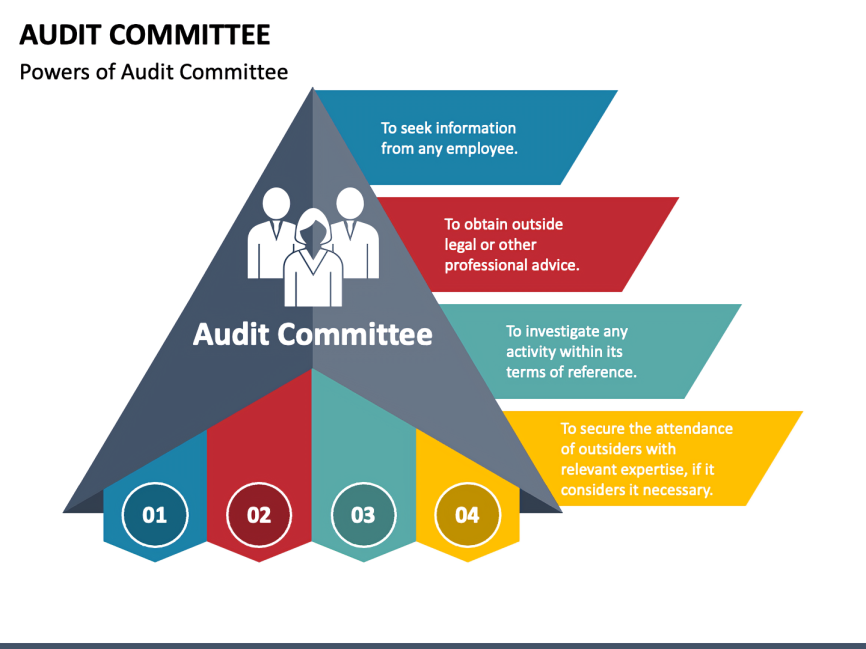 AUDIT COMMITTEE
Powers of Audit Committee
To seek information
from any employee.
To obtain outside
legal or other
professional advice.
Audit Committee
To investigate any
activity within its
terms of reference.
To secure the attendance
of outsiders with
relevant expertise, if it
considers it necessary.
01
02
03
04